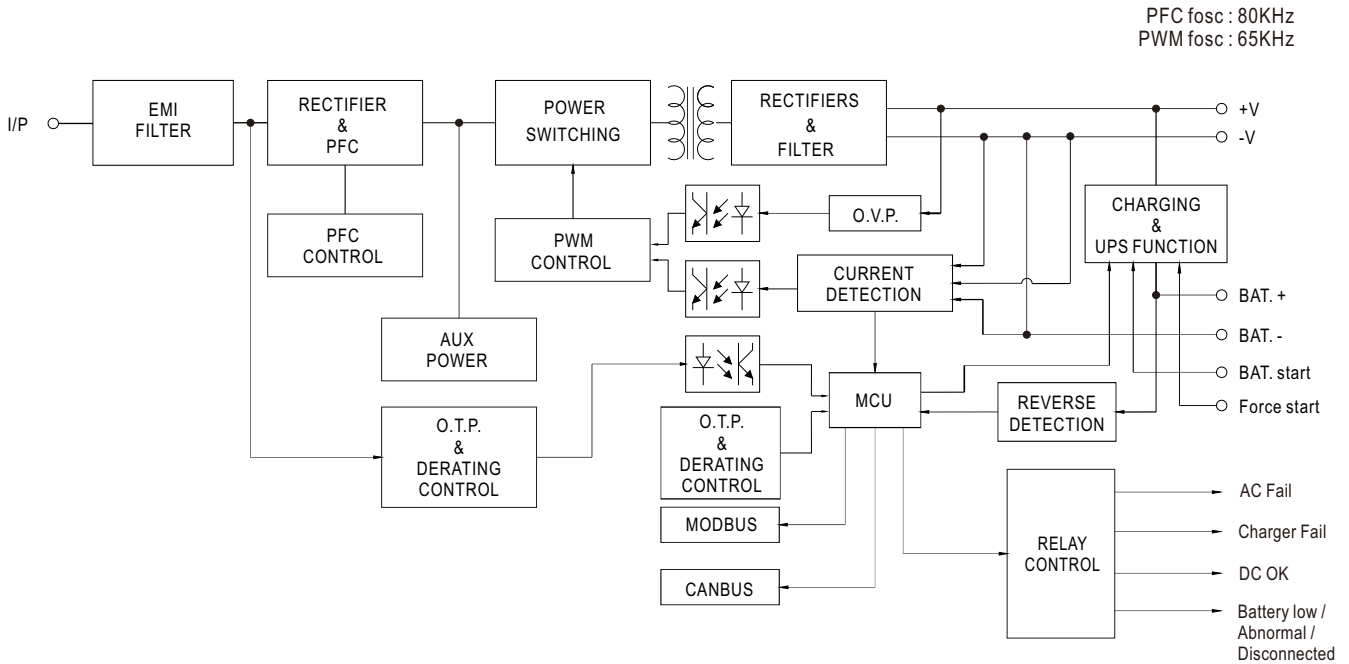 PFC fosc : 80KHz
PWM fosc : 65KHz
I/P
EMI
FILTER
RECTIFIER
&
PFC
POWER
SWITCHING
RECTIFIERS
&
FILTER
+V
-V
PFC
CONTROL
PWM
CONTROL
O.V.P.
CHARGING
&
UPS FUNCTION
CURRENT
DETECTION
BAT. +
BAT. -
BAT. start
Force start
AUX
POWER
MCU
REVERSE
DETECTION
O.T.P.
&
DERATING
CONTROL
O.T.P.
&
DERATING
CONTROL
MODBUS
CANBUS
RELAY
CONTROL
AC Fail
Charger Fail
DC OK
Battery low /
Abnormal /
Disconnected